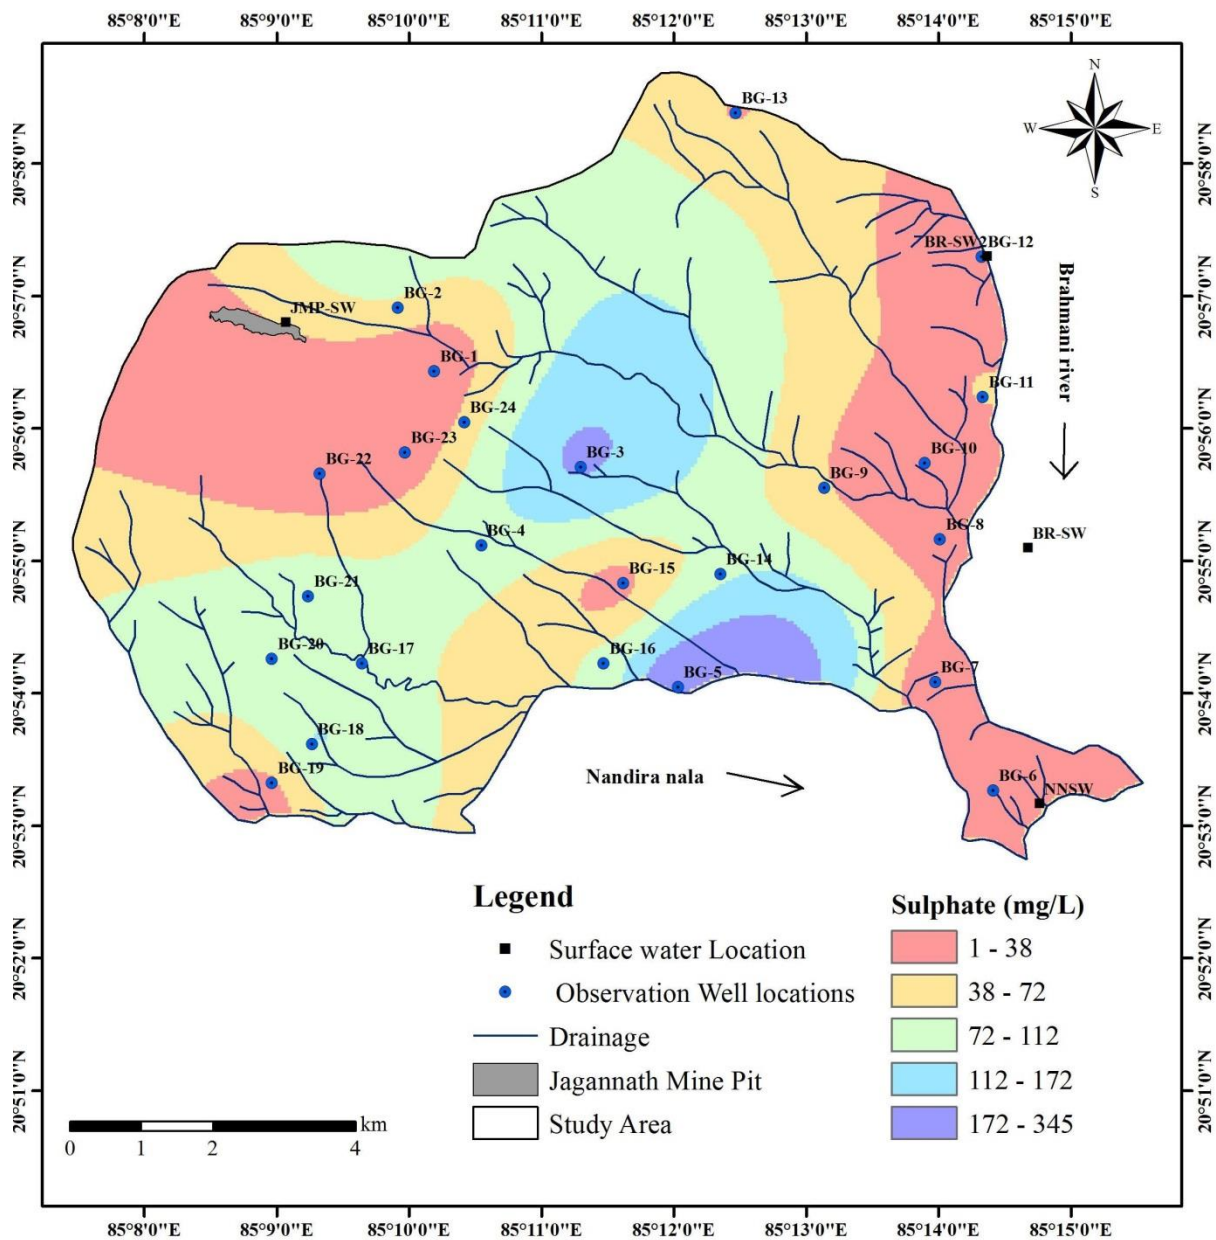 85°8'0"E 85°9'0"E 85°10'0"E 85°11'0"E 85°12'0"E 85°13'0"E 85°14'0"E 85°15'0"E
N
W E
S
BG-13
20°58'0"N 20°58'0"N
BR-SW2BG-12
BG-2
20°57'0"N 20°57'0"N
JMP-SW
BG-1
BG-11
Brahmani river
BG-24
20°56'0"N 20°56'0"N
BG-23
BG-3
BG-10
BG-22
BG-9
BG-4
BG-8
BR-SW
20°55'0"N 20°55'0"N
BG-15
BG-14
BG-21
BG-20
BG-17
BG-16
20°54'0"N 20°54'0"N
BG-5
BG-7
BG-18
BG-19
Nandira nala
BG-6
NNSW
20°53'0"N 20°53'0"N
Legend
Surface water Location
Observation Well locations
Drainage
Jagannath Mine Pit
Study Area
Sulphate (mg/L)
1 - 38
38 - 72
72 - 112
112 - 172
172 - 345
20°52'0"N 20°52'0"N
20°51'0"N 20°51'0"N
km
0 1 2 4
85°8'0"E 85°9'0"E 85°10'0"E 85°11'0"E 85°12'0"E 85°13'0"E 85°14'0"E 85°15'0"E